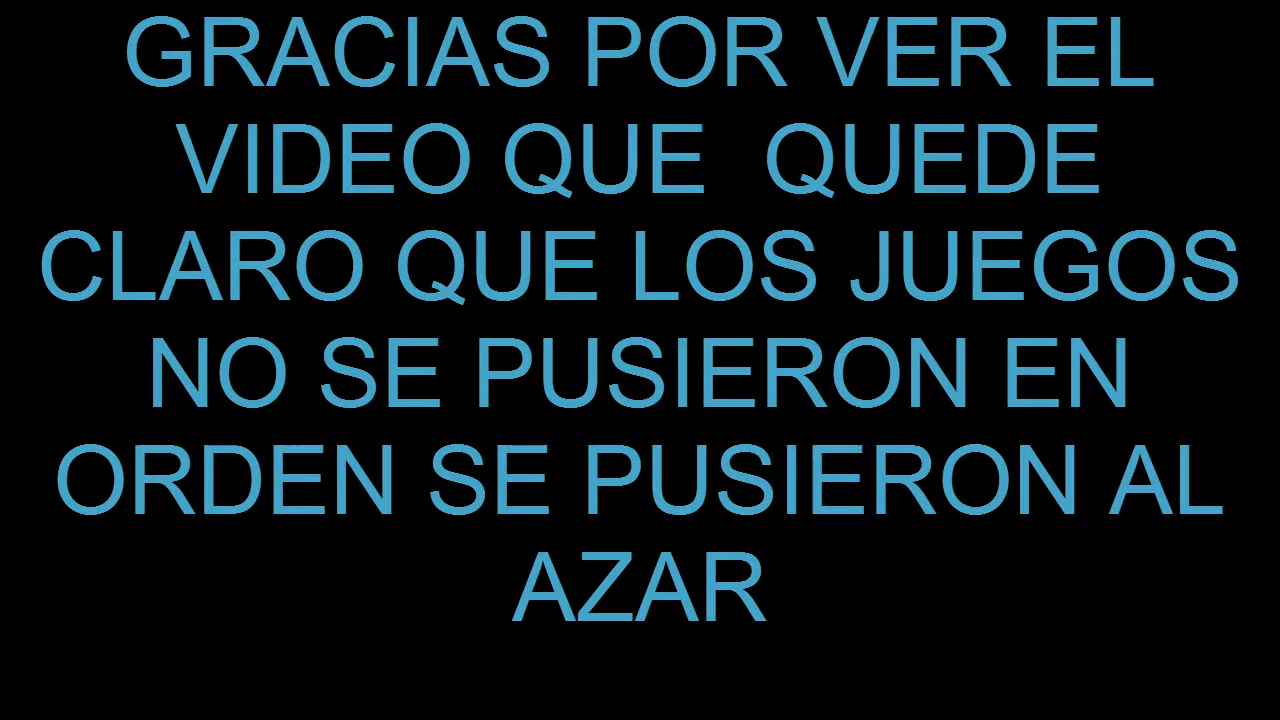 GRACIAS POR VER EL
VIDEO QUE  QUEDE
CLARO QUE LOS JUEGOS
NO SE PUSIERON EN
ORDEN SE PUSIERON AL
AZAR